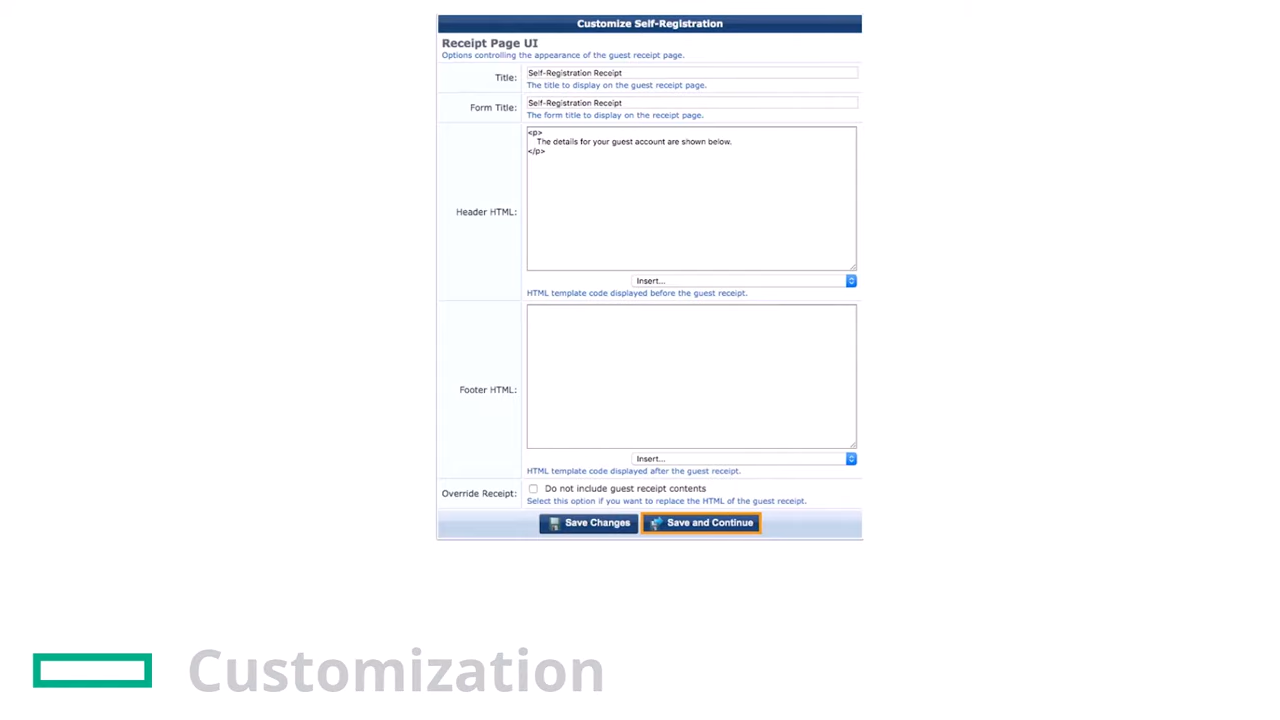 Customize Self-Registration
Receipt Page UI
Options controlling the appearance of the guest receipt page.
Title:
Self-Registration Receipt
The title to display on the guest receipt page.
Form Title:
Self-Registration Receipt
The form title to display on the receipt page.
Header HTML:
<p>
The details for your guest account are shown below.
</p>
Insert...
HTML template code displayed before the guest receipt.
Footer HTML:
Insert...
HTML template code displayed after the guest receipt.
Override Receipt:
Do not include guest receipt contents
Select this option if you want to replace the HTML of the guest receipt.
Save Changes
Save and Continue
Customization